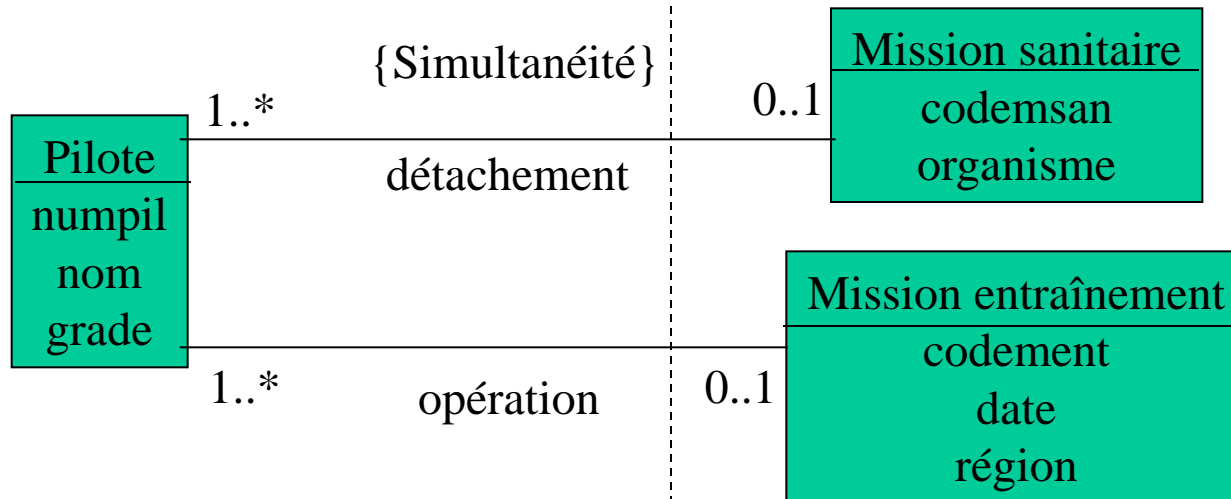 {Simultanéité}
Mission sanitaire
1..*
0..1
codemsan
Pilote
détachement
organisme
numpil
nom
Mission entraînement
grade
codement
1..*
opération
0..1
date
région